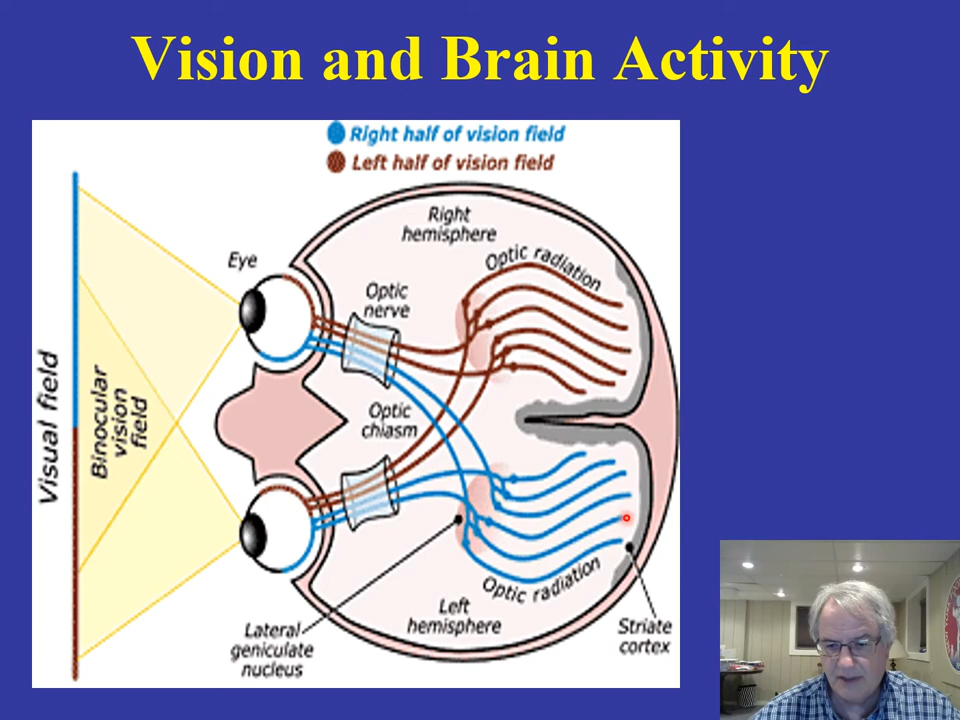 Vision and Brain Activity
Right half of vision field
Left half of vision field
Right
hemisphere
Optic radiation
Eye
Optic
nerve
Visual field
Binocular
vision
field
Optic
chiasm
Optic radiation
Left
hemisphere
Lateral
geniculate
nucleus
Striate
cortex